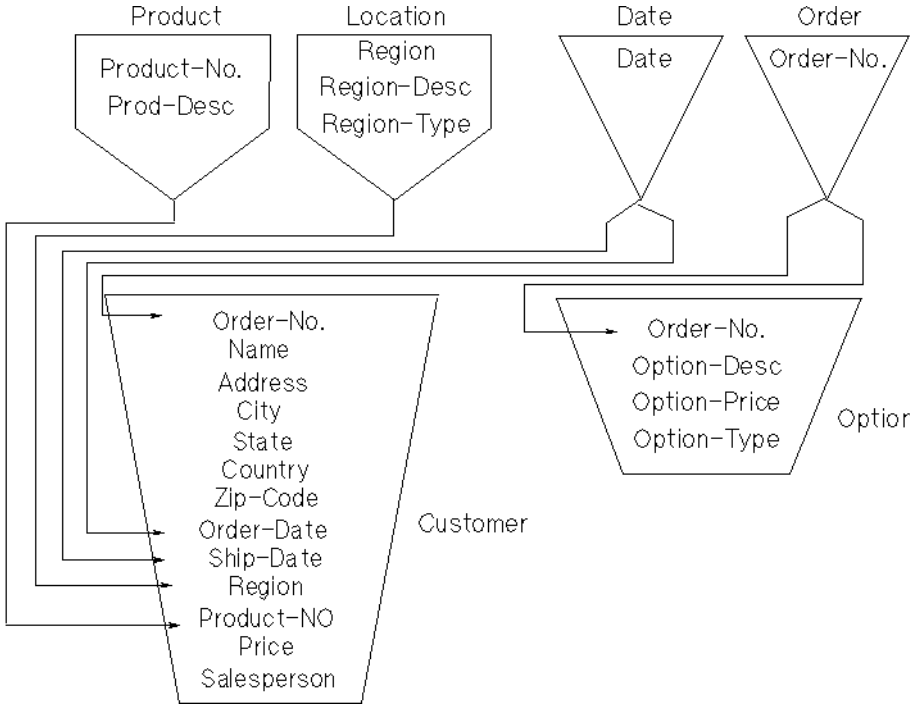 Product
Location
Date
Order
Product-No.
Prod-Desc
Region
Region-Desc
Region-Type
Date
Order-No.
Order-No.
Name
Address
City
State
Country
Zip-Code
Order-Date
Ship-Date
Region
Product-NO
Price
Salesperson
Customer
Order-No.
Option-Desc
Option-Price
Option-Type
Option